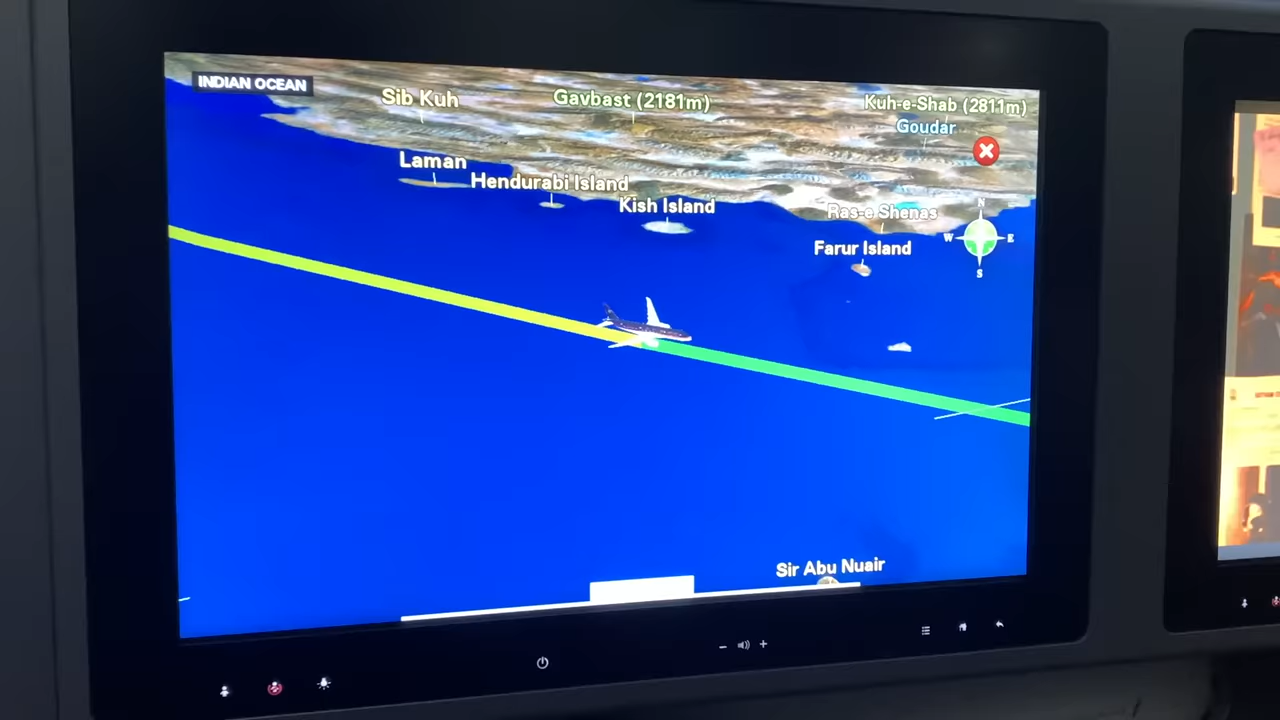 INDIAN OCEAN
Sib Kuh
Gavbast (2181m)
Kuh-e-Shab (2811m)
Goudar
Laman
Hendurabi Island
Kish Island
Ras-e Shenas
N
W
E
S
Farur Island
Sir Abu Nuair